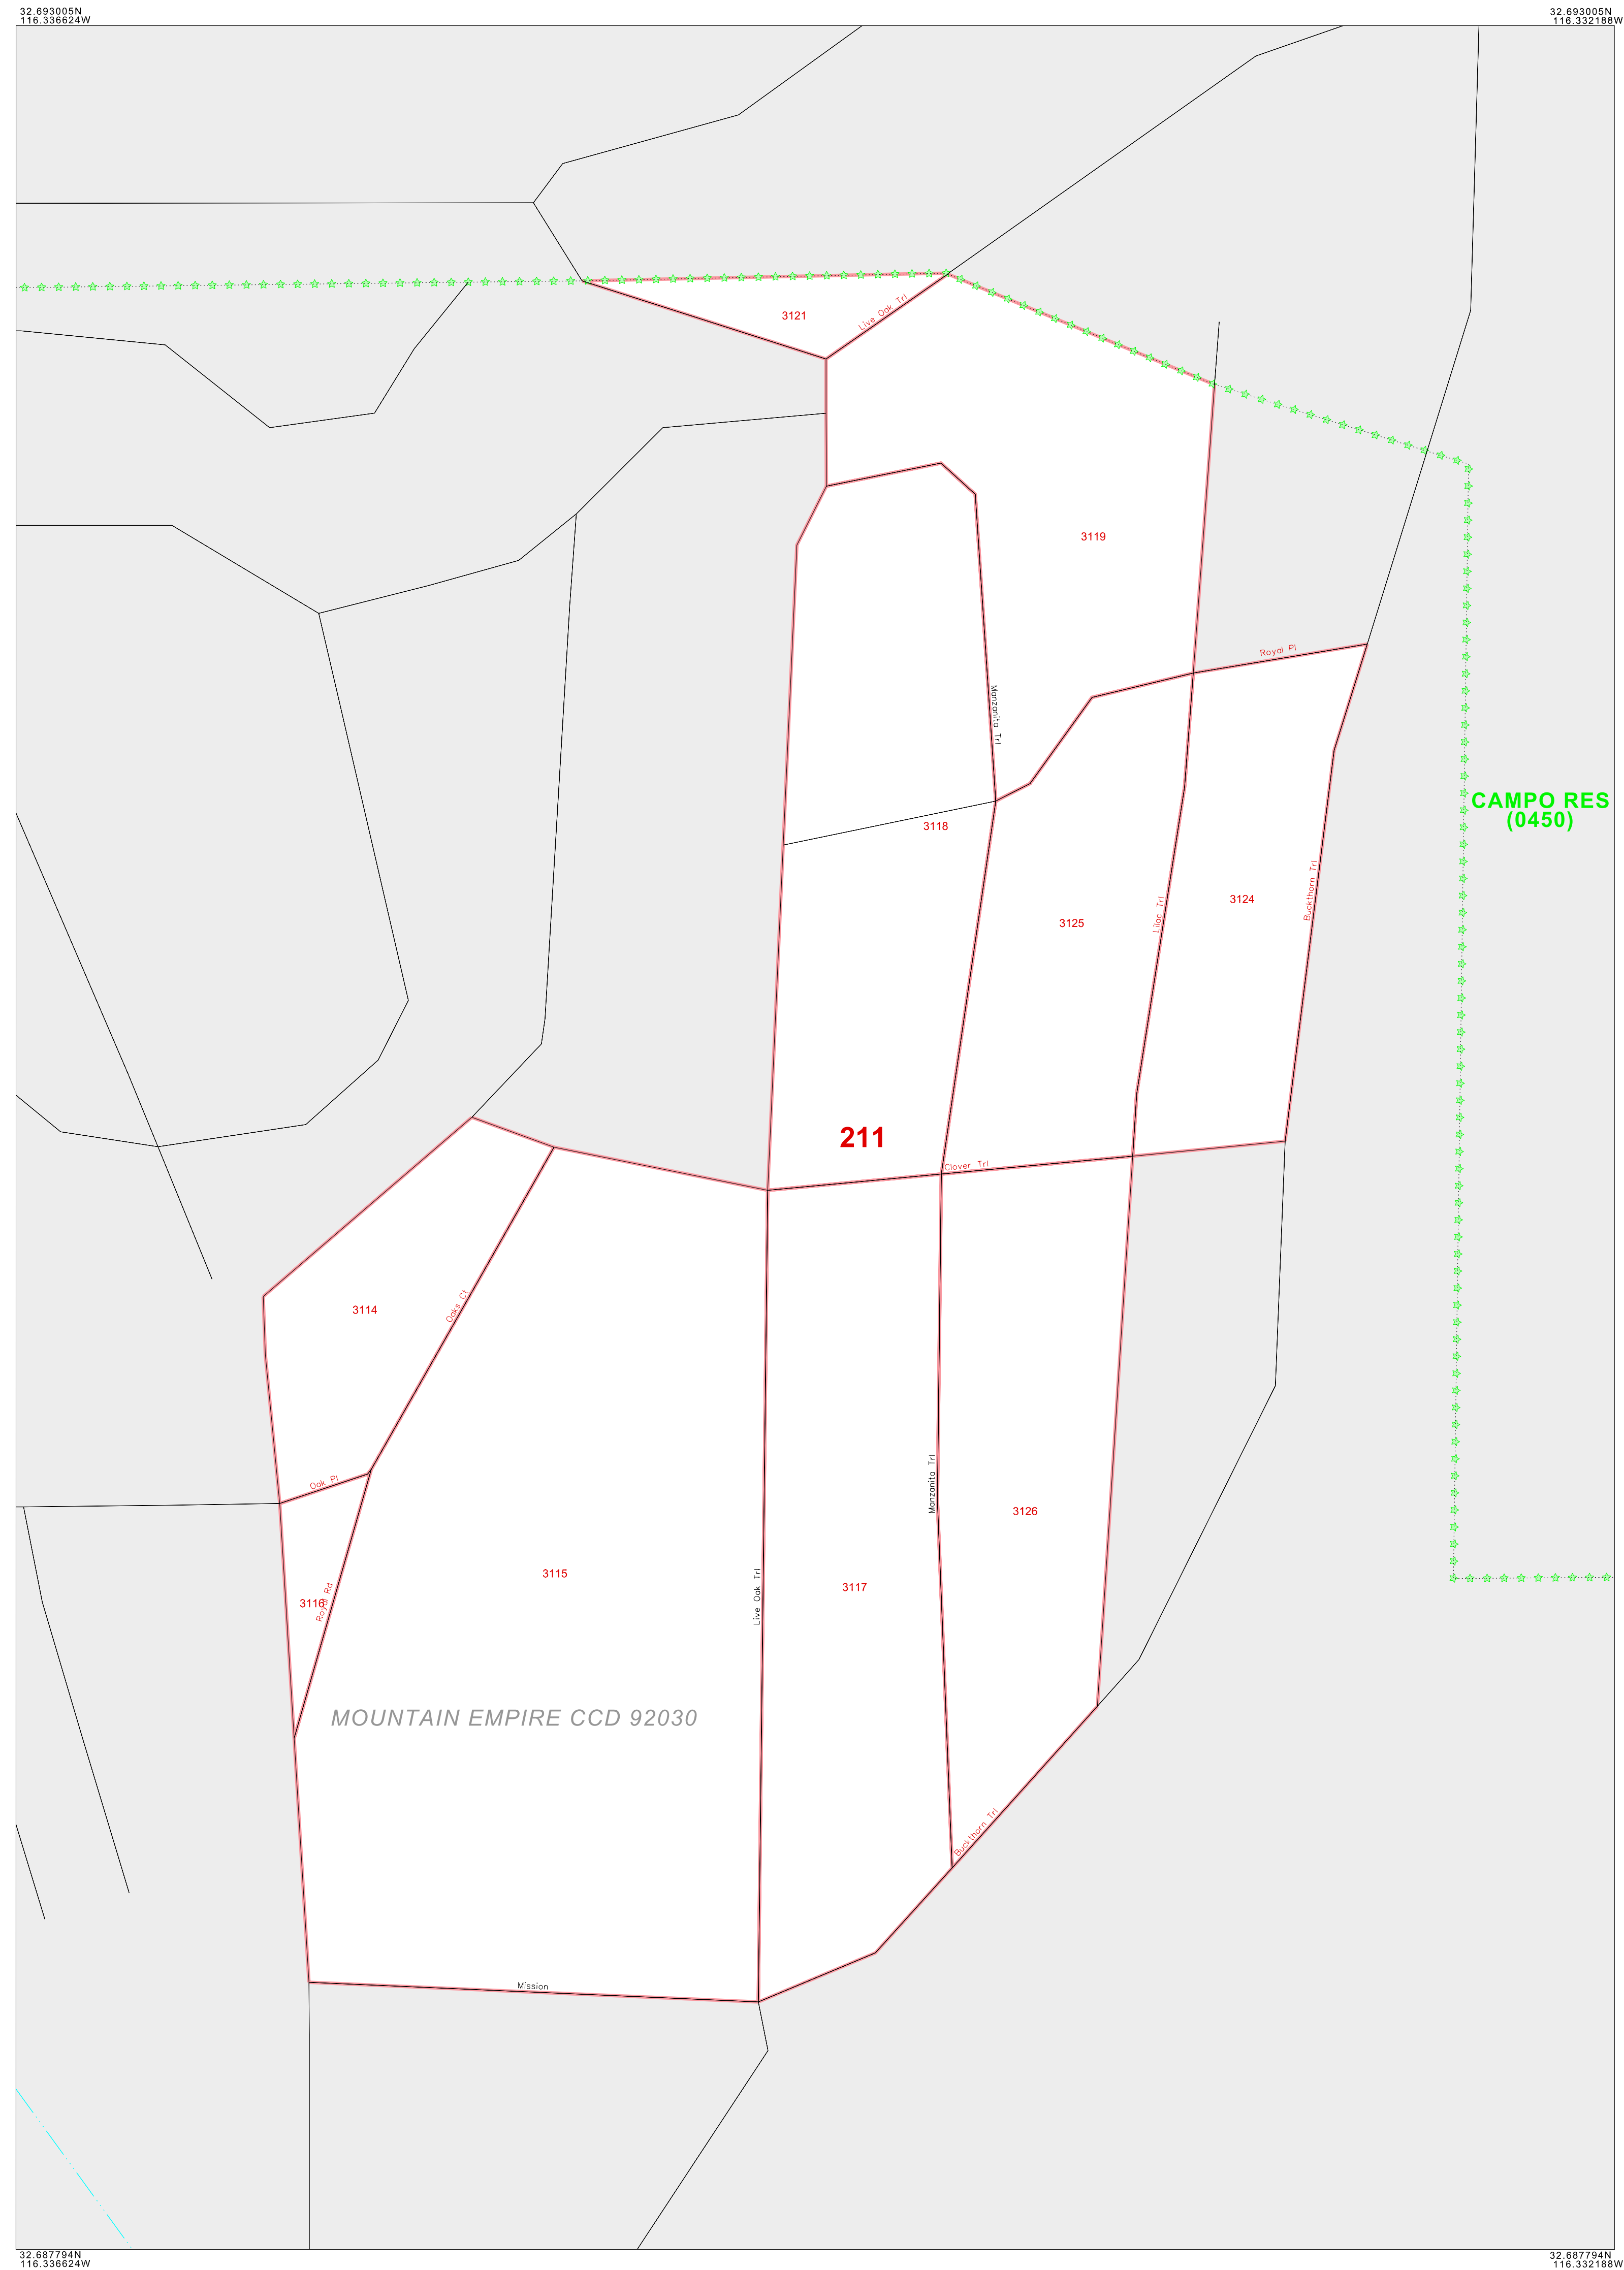 32.693005N
116.336624W
32.693005N
116.332188W
3121
Live Oak Trl
3119
Royal Pl
Manzanita Trl
CAMPO RES
(0450)
3118
3124
Buckthorn Trl
3125
Lilac Trl
211
Clover Trl
3114
Oaks Ct
Oak Pl
Manzanita Trl
3126
3115
3117
Live Oak Trl
3116
Royal Rd
MOUNTAIN EMPIRE CCD 92030
Buckthorn Trl
Mission
32.687794N
116.336624W
32.687794N
116.332188W